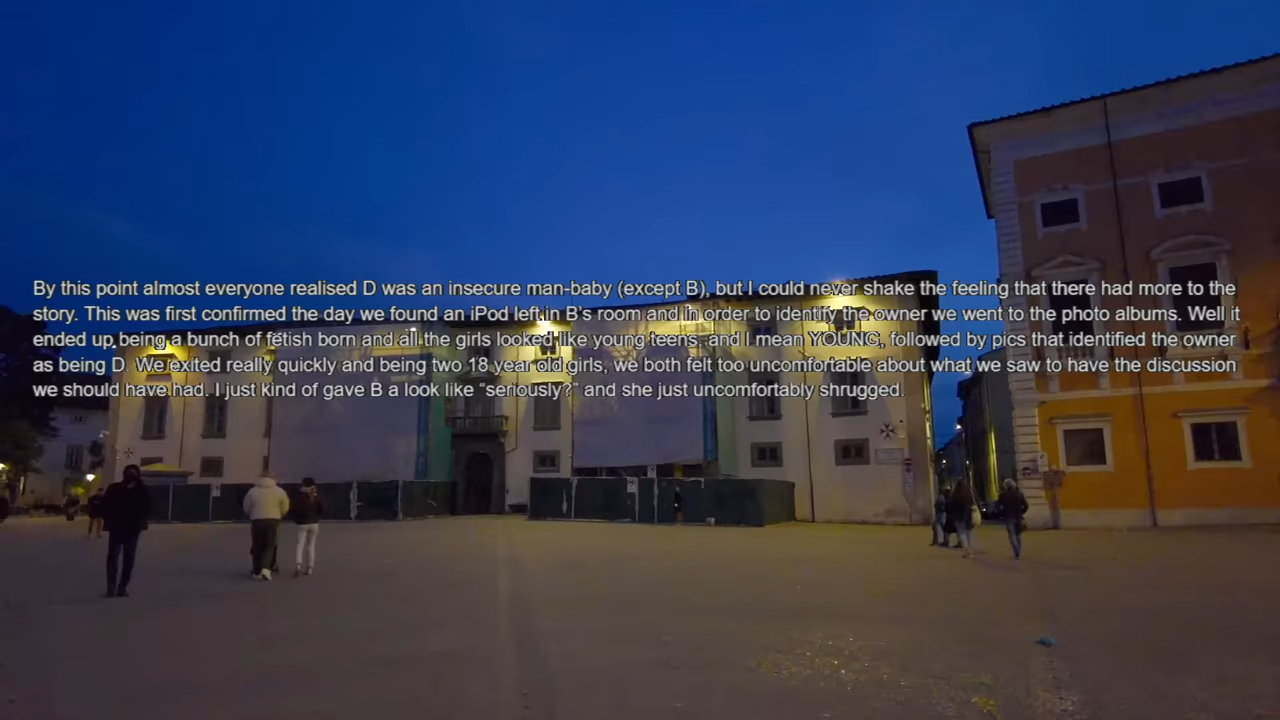 By this point almost everyone realised D was an insecure man-baby (except B), but I could never shake the feeling that there had more to the
story. This was first confirmed the day we found an iPod left in B's room and in order to identify the owner we went to the photo albums. Well it
ended up being a bunch of fetish born and all the girls looked like young teens, and I mean YOUNG, followed by pics that identified the owner
as being D. We exited really quickly and being two 18 year old girls, we both felt too uncomfortable about what we saw to have the discussion
we should have had. I just kind of gave B a look like “seriously?” and she just uncomfortably shrugged.